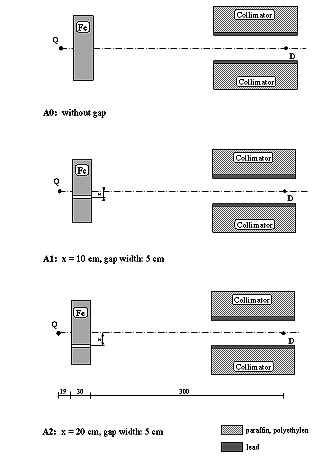 Collimator
Fe
Q
D
Collimator
A0: without gap
Collimator
Fe
Q
x
D
Collimator
A1: x = 10 cm, gap width: 5 cm
Collimator
Fe
Q
x
D
Collimator
19 30 300
paraffin, polyethylen
A2: x = 20 cm, gap width: 5 cm
lead